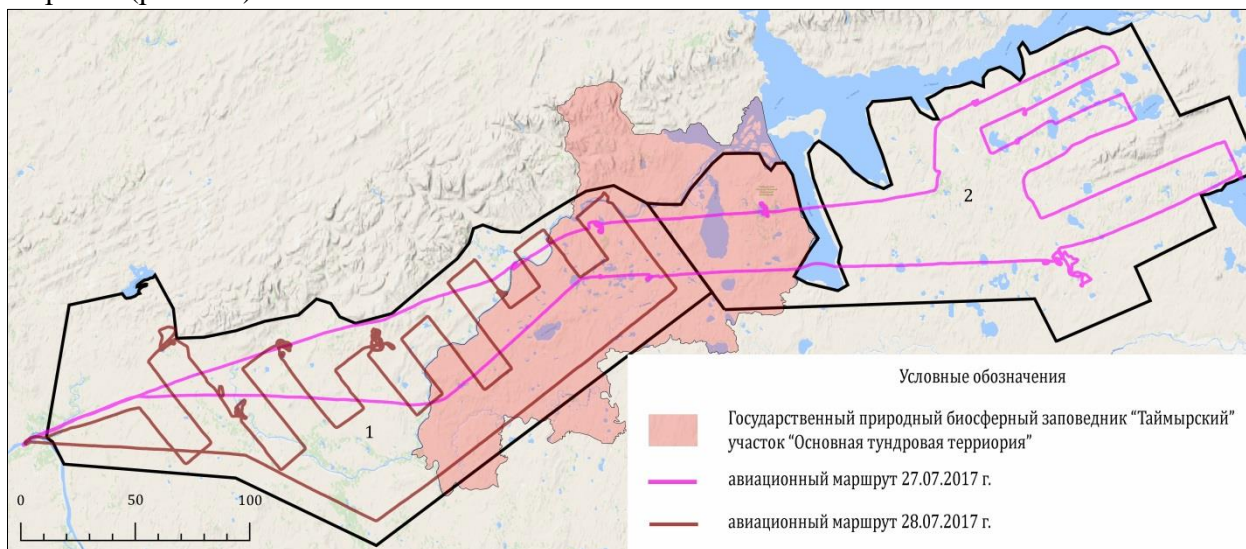 2
1
0
50
100
Условные обозначения
Государственный природный биосферный заповедник “Таймырский”
участок “Основная тундровая терриория”
авиационный маршрут 27.07.2017 г.
авиационный маршрут 28.07.2017 г.